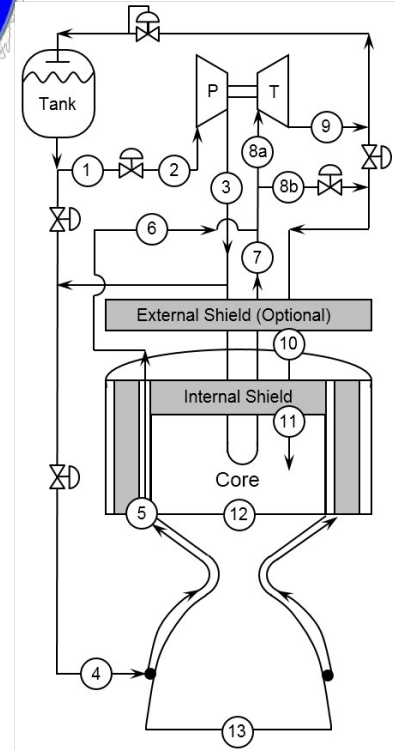 Tank
P
T
9
8a
1
2
3
8b
6
7
External Shield (Optional)
10
Internal Shield
11
Core
5
12
4
13